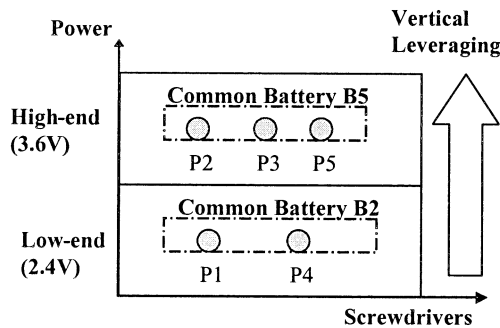 Power
Vertical
Leveraging
Common Battery B5
High-end
(3.6V)
P2 P3 P5
Common Battery B2
Low-end
(2.4V)
P1 P4
Screwdrivers